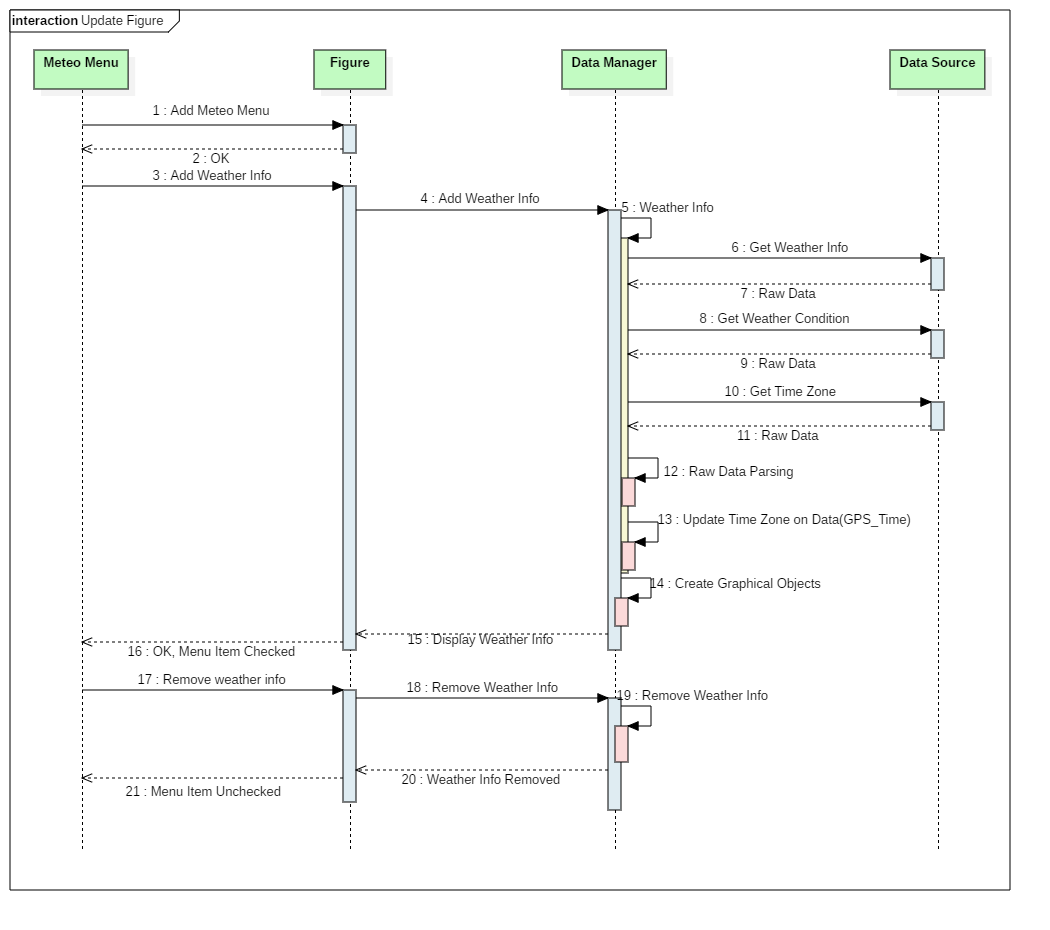 interaction Update Figure
Meteo Menu
Figure
Data Manager
Data Source
1 : Add Meteo Menu
2 : OK
3 : Add Weather Info
4 : Add Weather Info
5 : Weather Info
6 : Get Weather Info
7 : Raw Data
8 : Get Weather Condition
9 : Raw Data
10 : Get Time Zone
11 : Raw Data
12 : Raw Data Parsing
13 : Update Time Zone on Data(GPS_Time)
14 : Create Graphical Objects
15 : Display Weather Info
16 : OK, Menu Item Checked
17 : Remove weather info
18 : Remove Weather Info
19 : Remove Weather Info
20 : Weather Info Removed
21 : Menu Item Unchecked